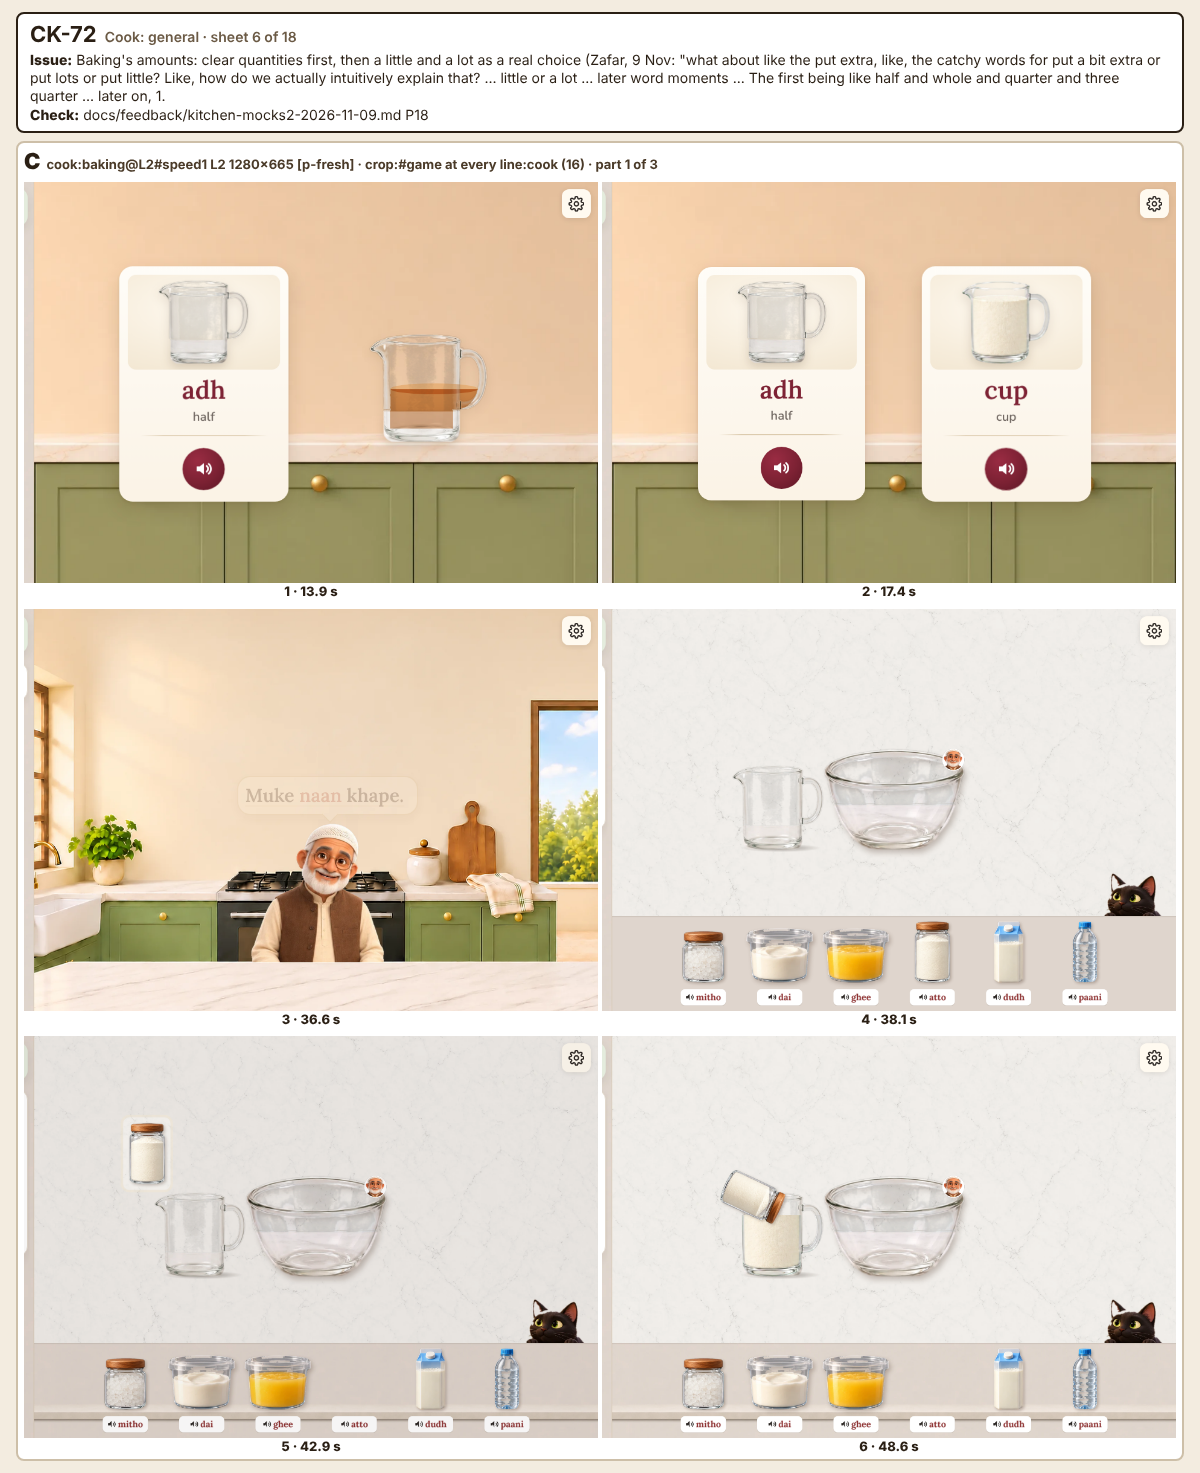 CK-72 Cook: general · sheet 6 of 18
Issue: Baking's amounts: clear quantities first, then a little and a lot as a real choice (Zafar, 9 Nov: "what about like the put extra, like, the catchy words for put a bit extra or
put lots or put little? Like, how do we actually intuitively explain that? ... little or a lot ... later word moments ... The first being like half and whole and quarter and three
quarter ... later on, 1.
Check: docs/feedback/kitchen-mocks2-2026-11-09.md P18
C cook:baking@L2#speed1 L2 1280×665 [p-fresh] · crop:#game at every line:cook (16) · part 1 of 3
adh
half
1 · 13.9 s
adh
half
cup
cup
2 · 17.4 s
Muke naan khape.
3 · 36.6 s
mitho dai ghee atto dudh paani
4 · 38.1 s
mitho dai ghee atto dudh paani
5 · 42.9 s
mitho dai ghee atto dudh paani
6 · 48.6 s